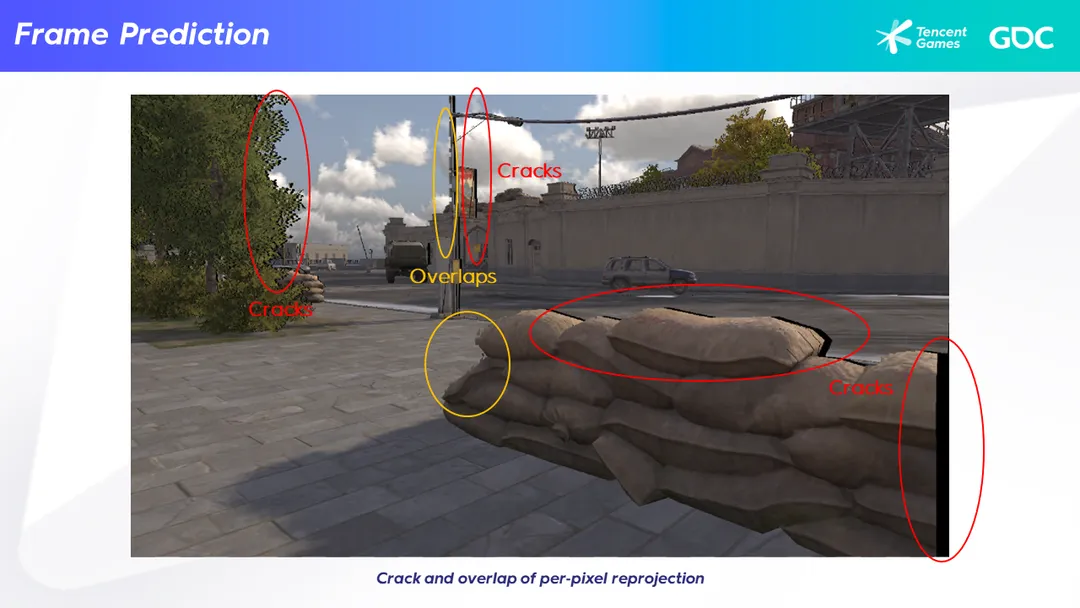 Frame Prediction
Tencent
Games
GDC
Cracks
Overlaps
Cracks
Cracks
Crack and overlap of per-pixel reprojection